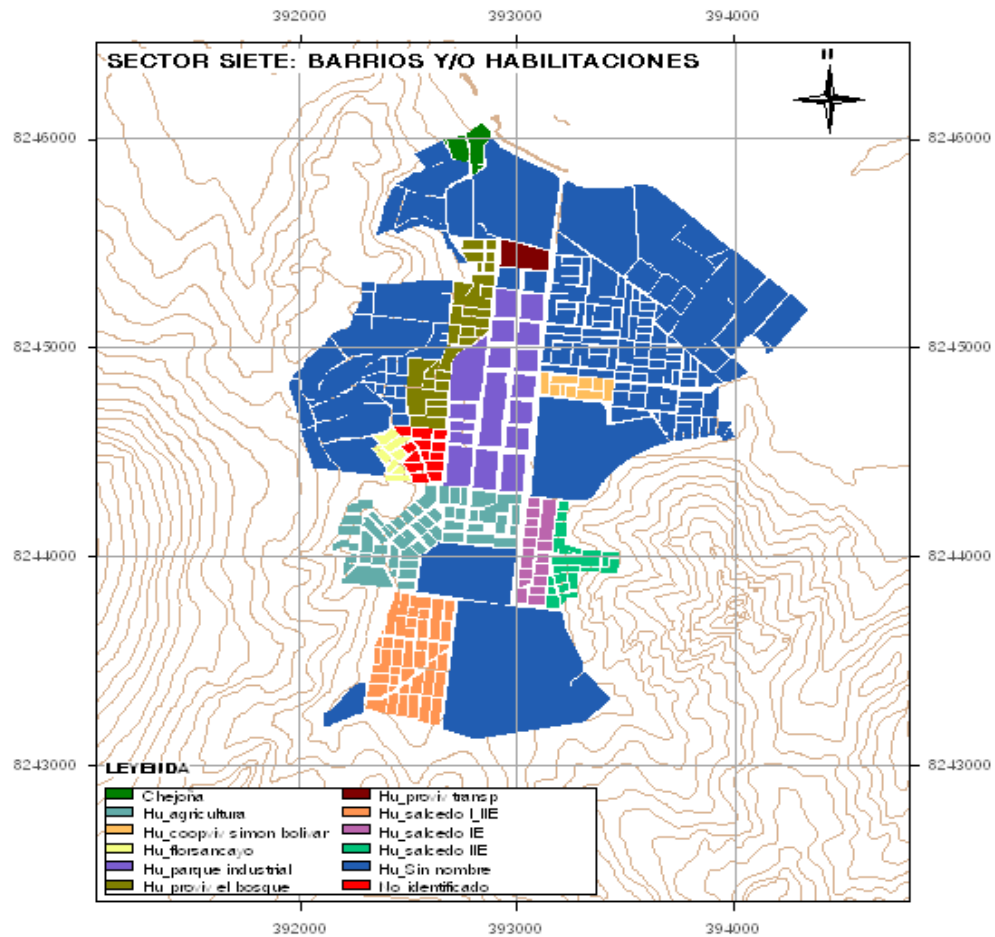 392000 393000 394000
SECTOR SIETE: BARRIOS Y/O HABILITACIONES
N
8246000 8246000
8245000 8245000
8244000 8244000
8243000 8243000
LEYENDA
Chejona Hu_proviv transp
Hu_agricultura Hu_salcedo I_IIE
Hu_coopviv simon bolivar Hu_salcedo IE
Hu_florsancayo Hu_salcedo IIE
Hu_parque industrial Hu_Sin nombre
Hu_proviv el bosque No_identificado
392000 393000 394000